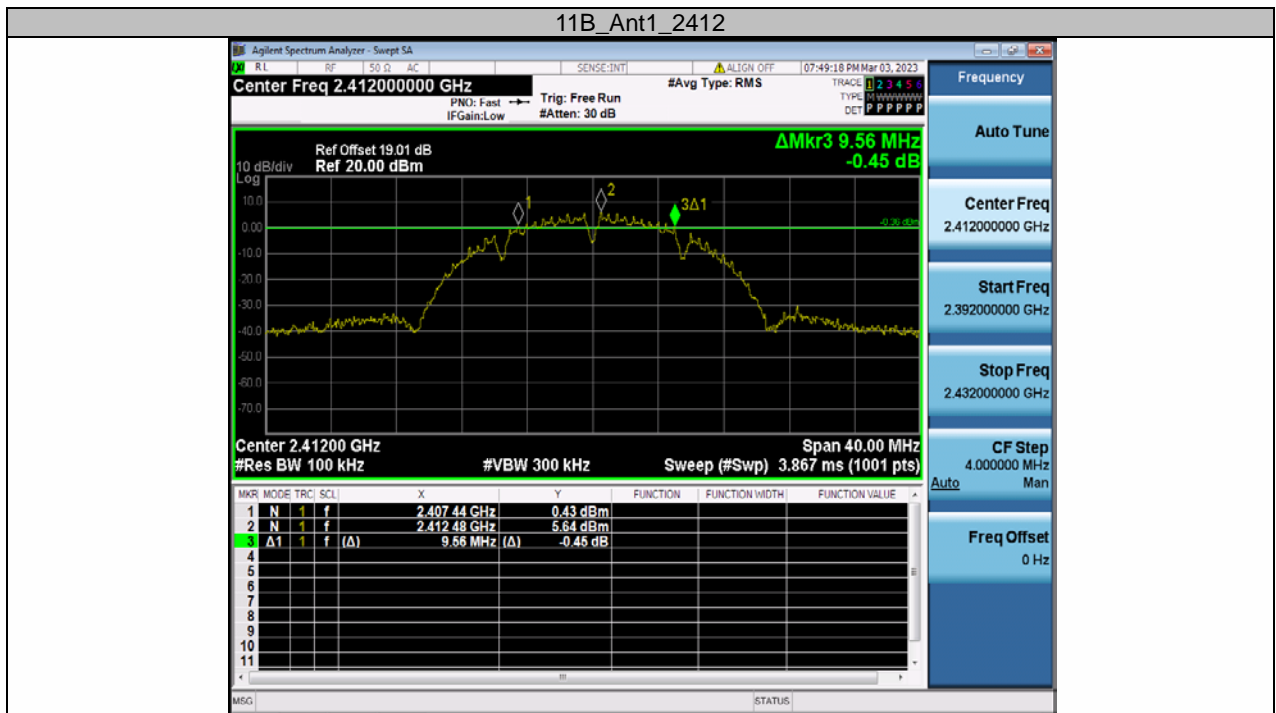 11B_Ant1_2412
Agilent Spectrum Analyzer - Swept SA
RL RF 50 Ω AC SENSE:INT ALIGN OFF 07:49:18 PM Mar 03, 2023
Center Freq 2.412000000 GHz
#Avg Type: RMS
TRACE 1 2 3 4 5 6
PNO: Fast Trig: Free Run
TYPE M WWWWW
IFGain:Low #Atten: 30 dB
DET P P P P P P
Frequency
Auto Tune
Center Freq
2.412000000 GHz
Start Freq
2.392000000 GHz
Stop Freq
2.432000000 GHz
CF Step
4.000000 MHz
Auto Man
Freq Offset
0 Hz
ΔMkr3 9.56 MHz
-0.45 dB
Ref Offset 19.01 dB
10 dB/div Ref 20.00 dBm
Log
10.0
0.00
-10.0
-20.0
-30.0
-40.0
-50.0
-60.0
-70.0
1
2
3Δ1
-0.36 dBm
Center 2.41200 GHz Span 40.00 MHz
#Res BW 100 kHz #VBW 300 kHz Sweep (#Swp) 3.867 ms (1001 pts)
MKR MODE TRC SCL X Y FUNCTION FUNCTION WIDTH FUNCTION VALUE
1 N 1 f 2.407 44 GHz 0.43 dBm
2 N 1 f 2.412 48 GHz 5.64 dBm
3 Δ1 1 f (Δ) 9.56 MHz (Δ) -0.45 dB
4
5
6
7
8
9
10
11
MSG STATUS